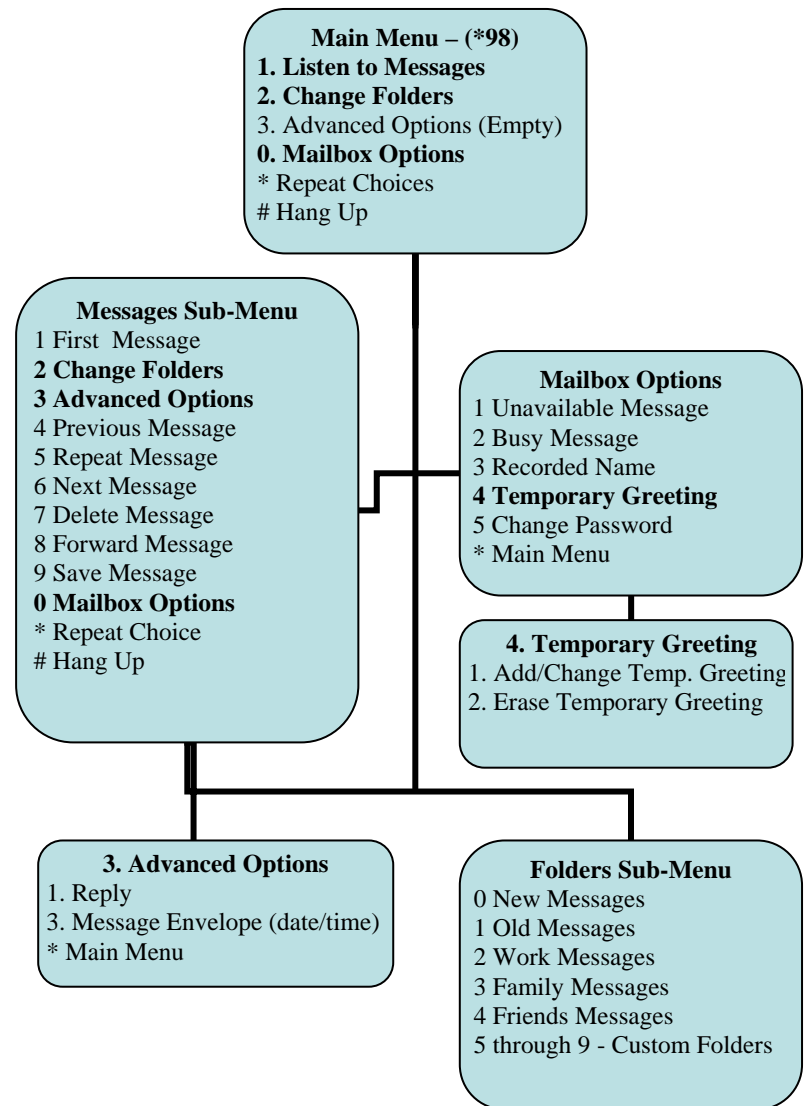 Main Menu – (*98)
1. Listen to Messages
2. Change Folders
3. Advanced Options (Empty)
0. Mailbox Options
* Repeat Choices
# Hang Up
Messages Sub-Menu
1 First Message
2 Change Folders
3 Advanced Options
4 Previous Message
5 Repeat Message
6 Next Message
7 Delete Message
8 Forward Message
9 Save Message
0 Mailbox Options
* Repeat Choice
# Hang Up
Mailbox Options
1 Unavailable Message
2 Busy Message
3 Recorded Name
4 Temporary Greeting
5 Change Password
* Main Menu
4. Temporary Greeting
1. Add/Change Temp. Greeting
2. Erase Temporary Greeting
3. Advanced Options
1. Reply
3. Message Envelope (date/time)
* Main Menu
Folders Sub-Menu
0 New Messages
1 Old Messages
2 Work Messages
3 Family Messages
4 Friends Messages
5 through 9 - Custom Folders